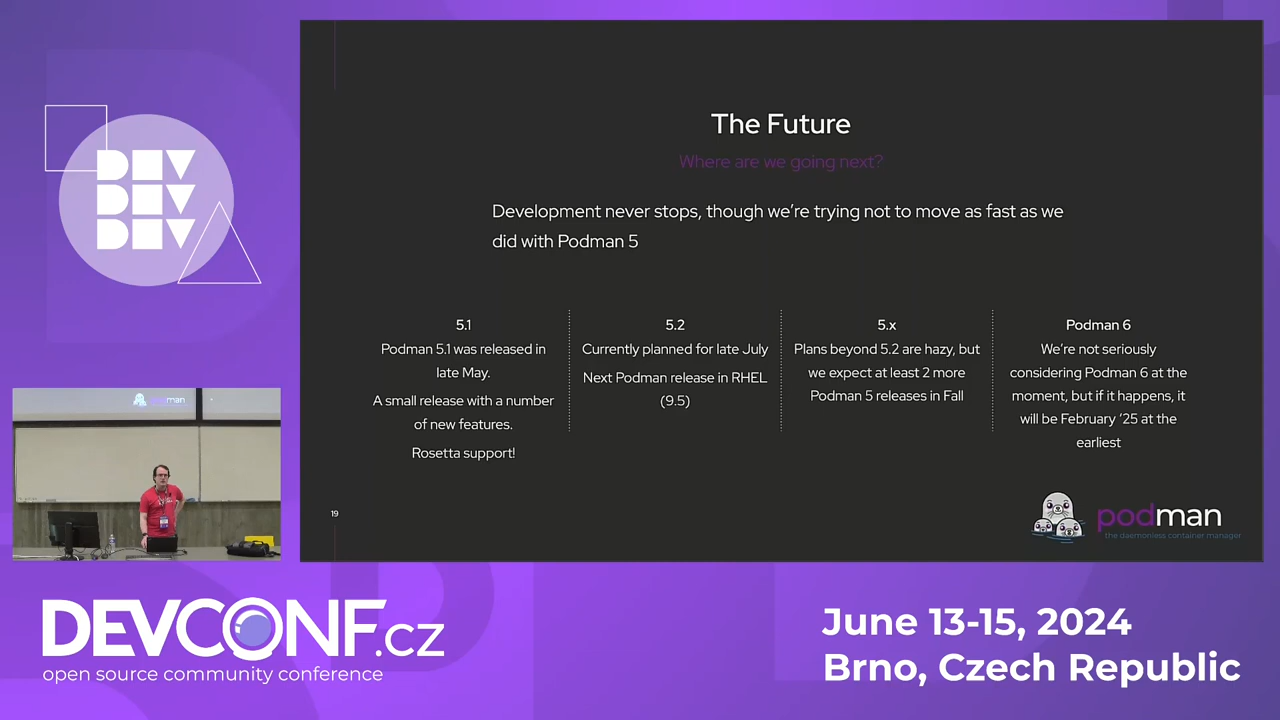 The Future
Where are we going next?
Development never stops, though we're trying not to move as fast as we
did with Podman 5
5.1
Podman 5.1 was released in
late May.
A small release with a number
of new features.
Rosetta support!
5.2
Currently planned for late July
Next Podman release in RHEL
(9.5)
5.x
Plans beyond 5.2 are hazy, but
we expect at least 2 more
Podman 5 releases in Fall
Podman 6
We're not seriously
considering Podman 6 at the
moment, but if it happens, it
will be February '25 at the
earliest
19
podman
the daemonless container manager
DEV
DEV
DEV
podman
DEVCONF.cz
open source community conference
June 13-15, 2024
Brno, Czech Republic